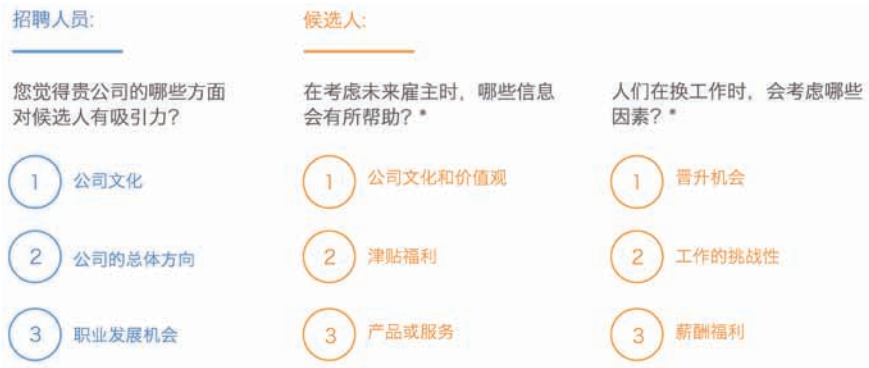 招聘人员:
候选人:
您觉得贵公司的哪些方面
对候选人有吸引力?
1 公司文化
2 公司的总体方向
3 职业发展机会
在考虑未来雇主时，哪些信息
会有所帮助? *
1 公司文化和价值观
2 津贴福利
3 产品或服务
人们在换工作时，会考虑哪些
因素? *
1 晋升机会
2 工作的挑战性
3 薪酬福利